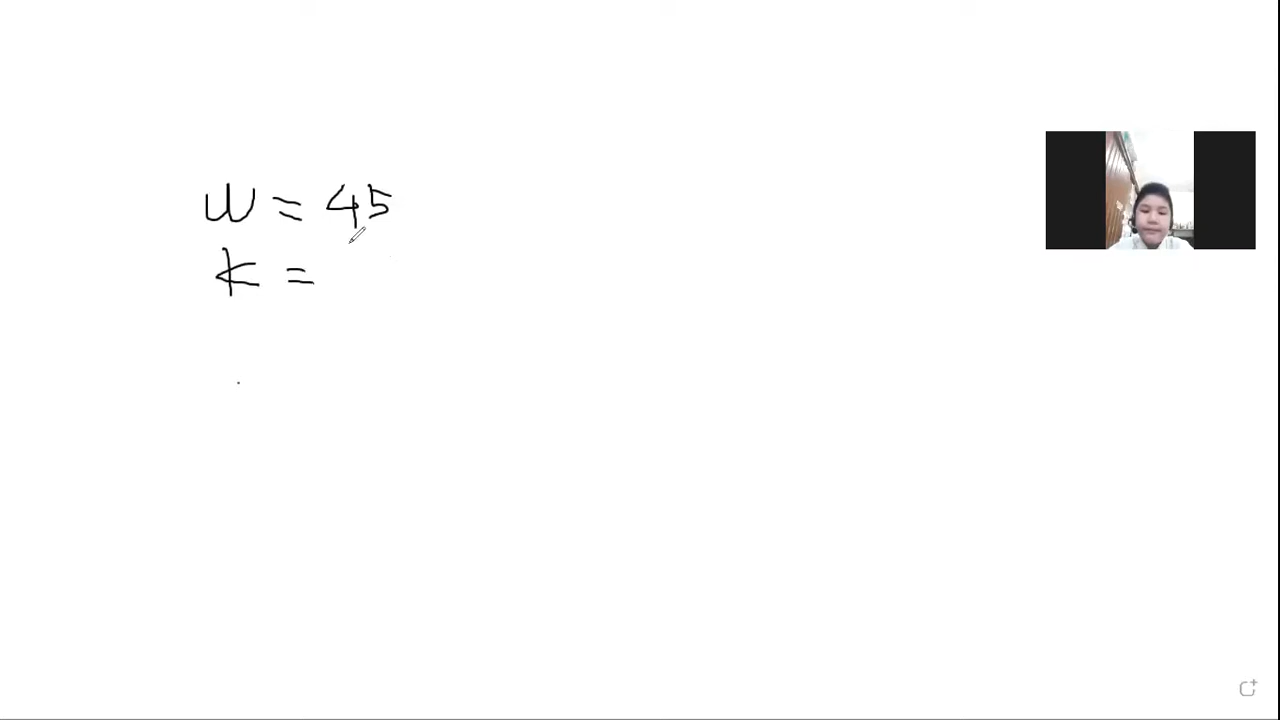 W = 45
K =